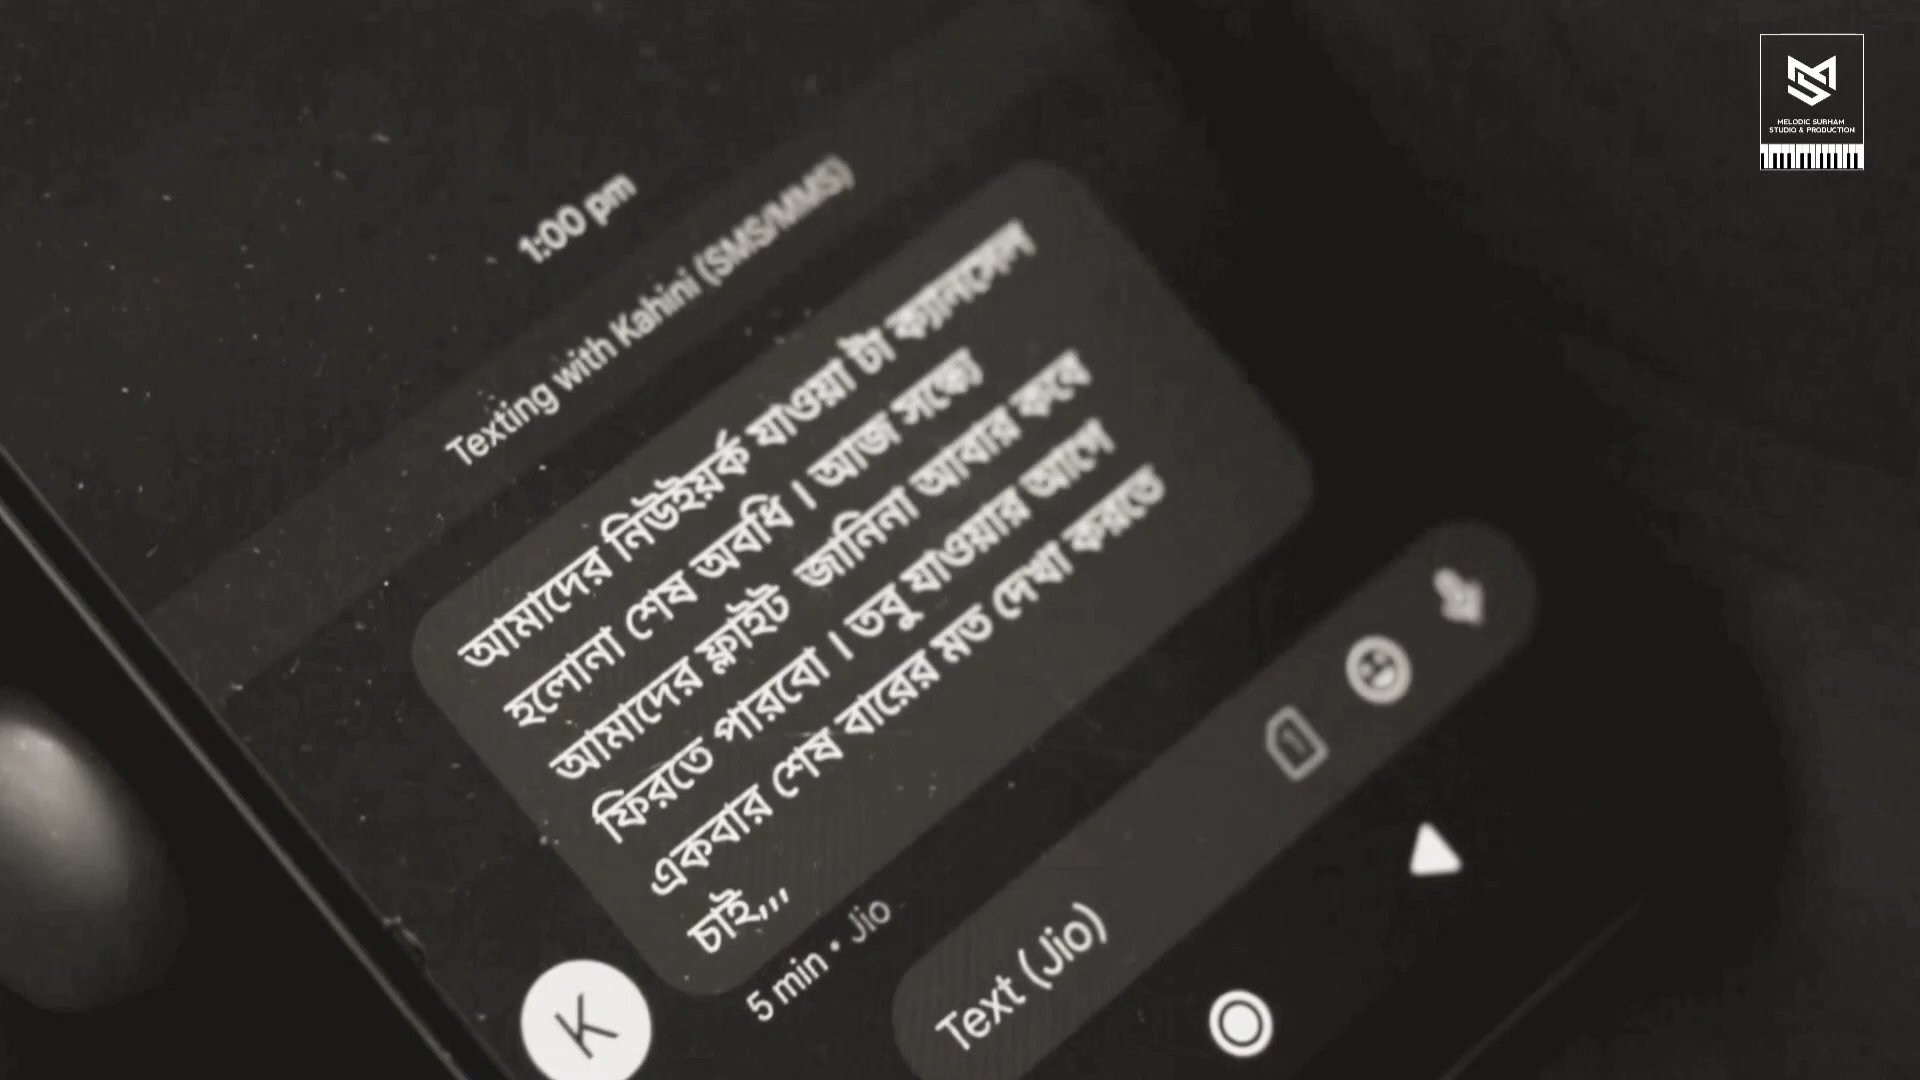 1:00 pm
Texting with Kahini (SMS/MMS)
আমাদের নিউইয়র্ক যাওয়া টা ক্যানসেল
হলোনা শেষ অবধি । আজ সন্ধ্যে
আমাদের ফ্লাইট জানিনা আবার কবে
ফিরতে পারবো । তবু যাওয়ার আগে
একবার শেষ বারের মত দেখা করতে
চাই,,,
5 min • Jio
K
Text (Jio)
1
MELODIC SUBHAM
STUDIO & PRODUCTION